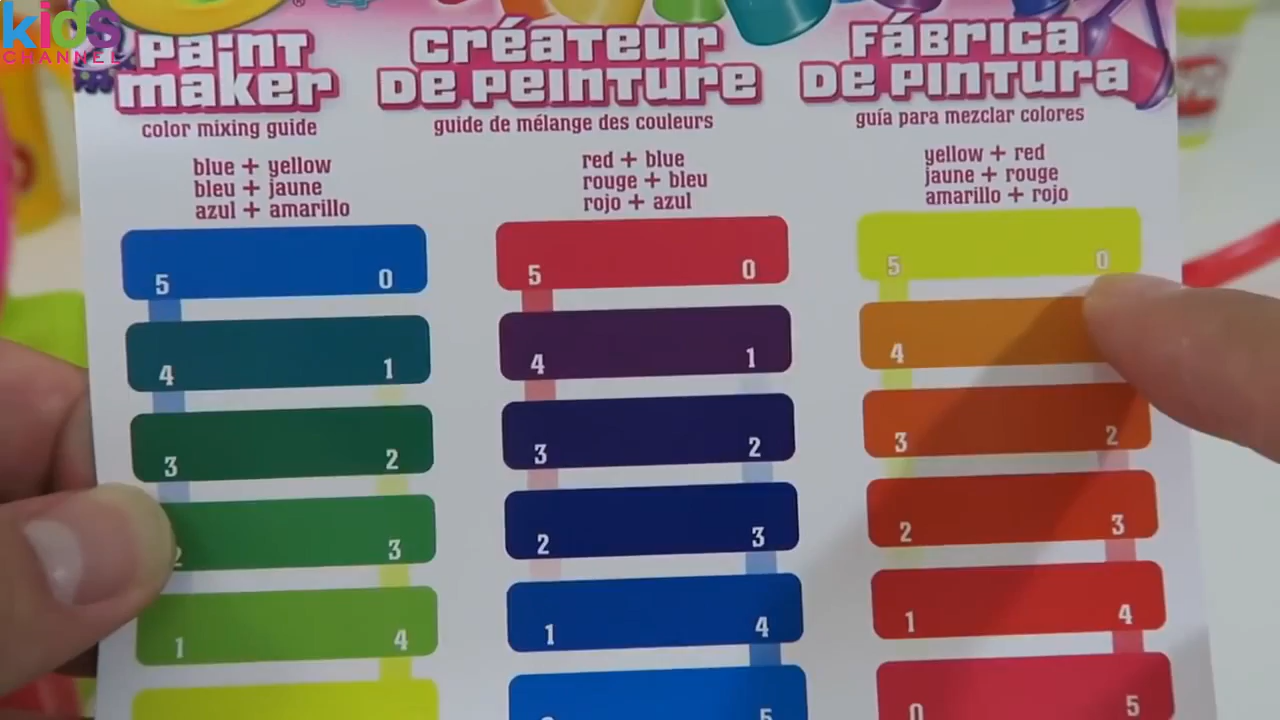 kids
CHANNEL
PaINT
maker
color mixing guide
blue + yellow
bleu + jaune
azul + amarillo
5 0
4 1
3 2
2 3
1 4
CrÉaTeur
DE PEINTUre
guide de mélange des couleurs
red + blue
rouge + bleu
rojo + azul
5 0
4 1
3 2
2 3
1 4
5
FÁBrICa
DE PINTUra
guía para mezclar colores
yellow + red
jaune + rouge
amarillo + rojo
5 0
4
3 2
2 3
1 4
0 5